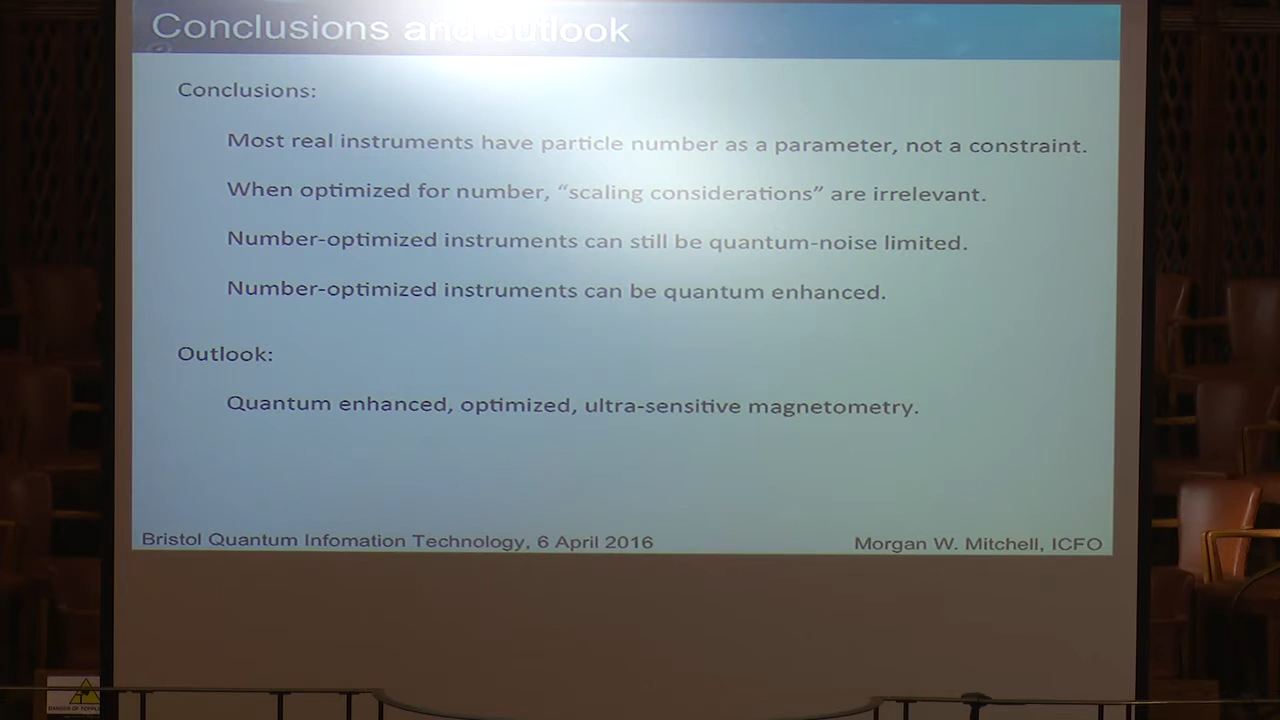 Conclusions and outlook
Conclusions:
Most real instruments have particle number as a parameter, not a constraint.
When optimized for number, “scaling considerations” are irrelevant.
Number-optimized instruments can still be quantum-noise limited.
Number-optimized instruments can be quantum enhanced.
Outlook:
Quantum enhanced, optimized, ultra-sensitive magnetometry.
Bristol Quantum Infomation Technology, 6 April 2016
Morgan W. Mitchell, ICFO
DANGER OF